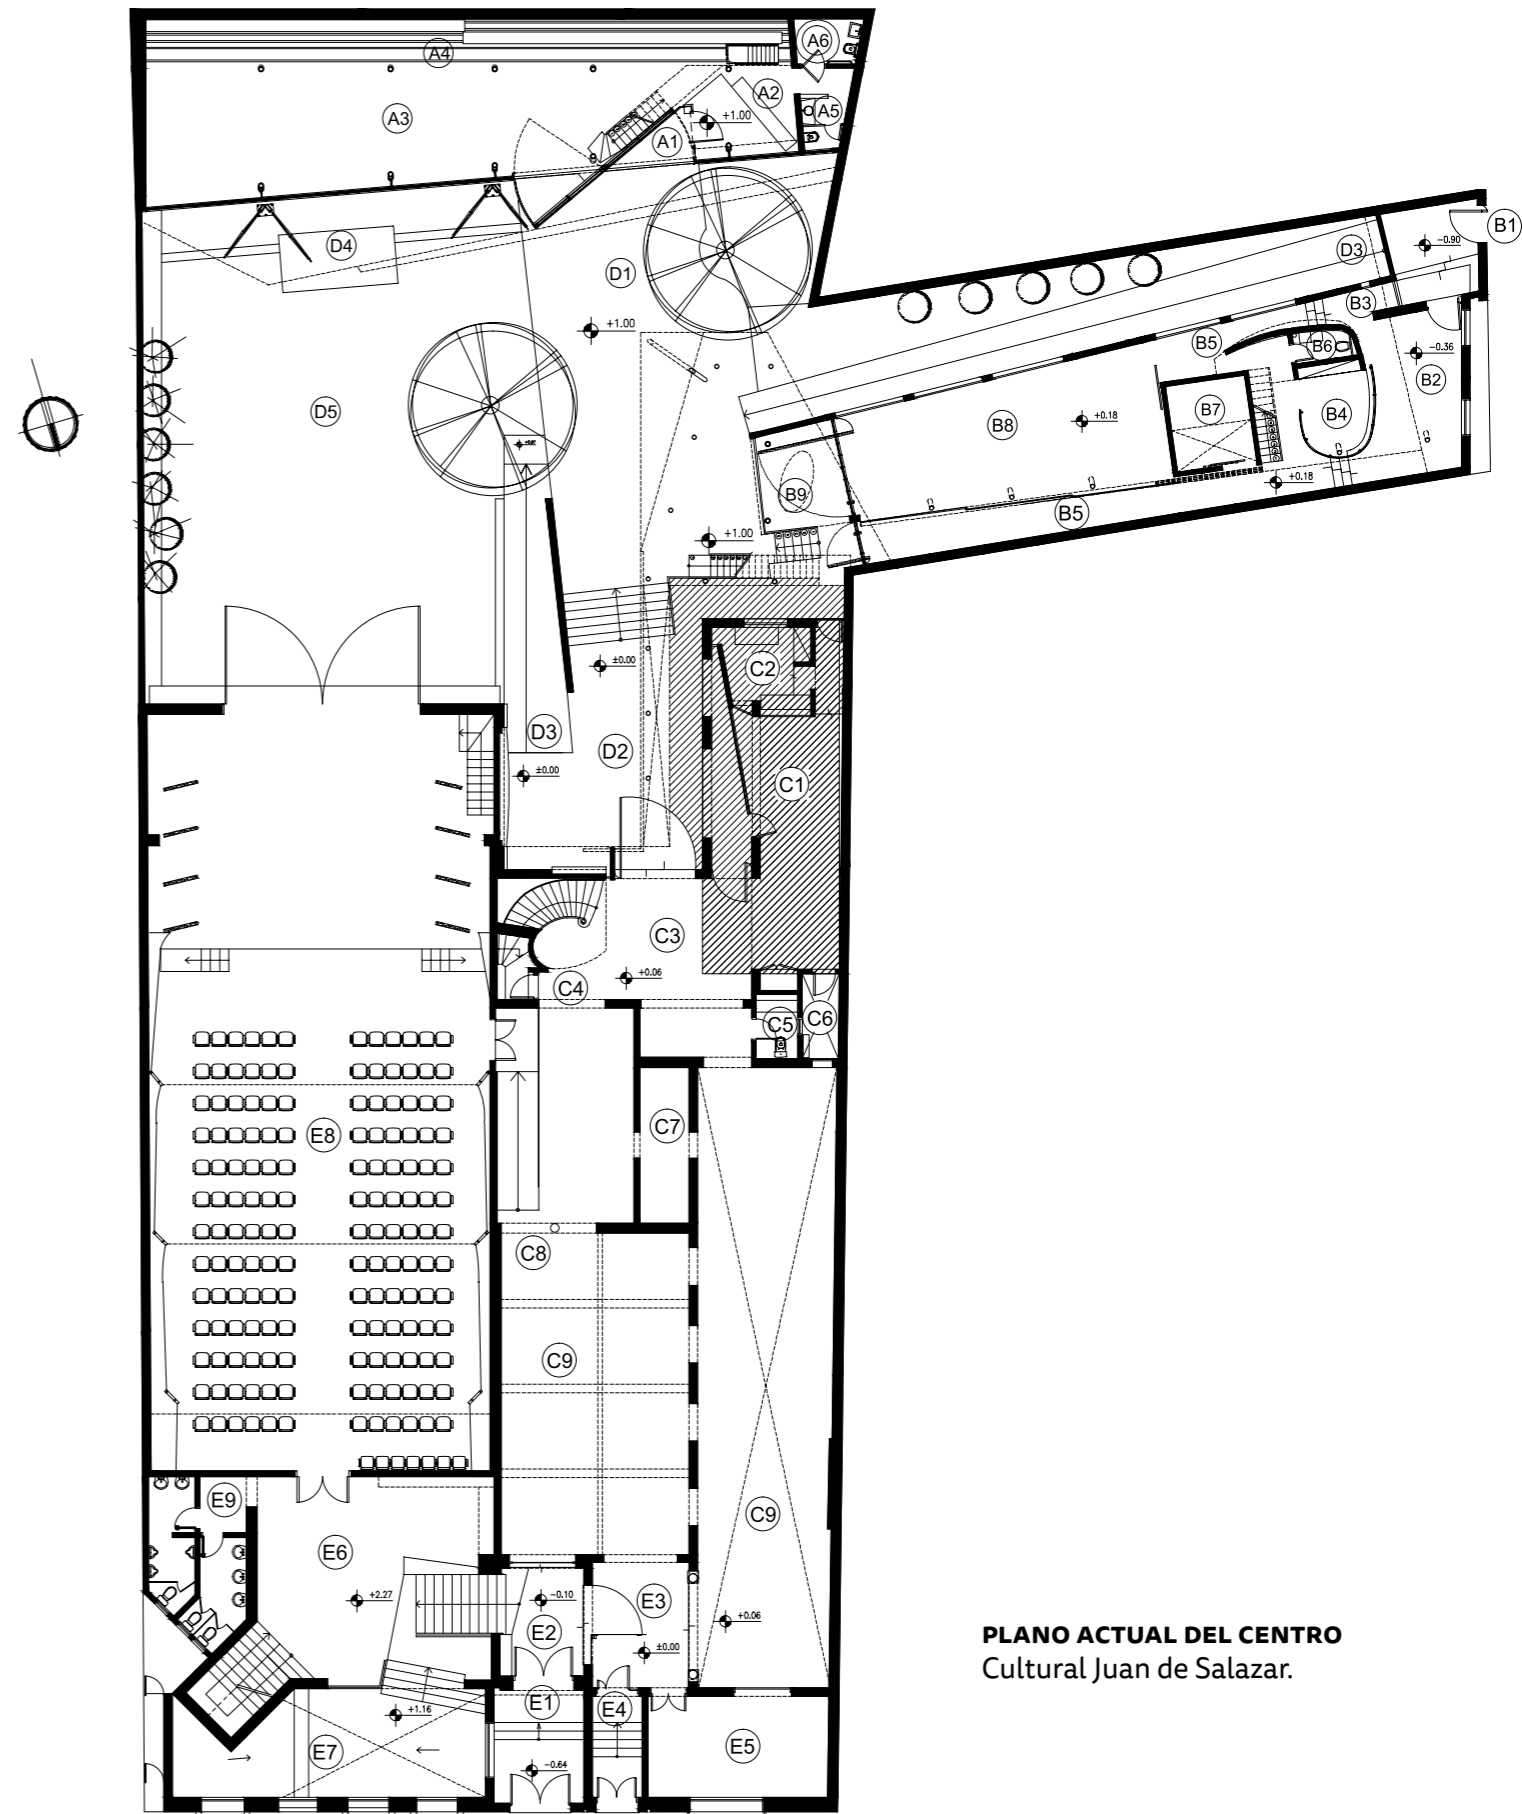 A6
A4
A2
A3
A5
+1.00
A1
B1
D4
-0.90
D3
D1
B3
+1.00
B5
B6
-0.36
B2
D5
B7
B4
B8
+0.18
+0.18
B9
B5
+1.00
±0.00
C2
D3
D2
±0.00
C1
C3
+0.06
C4
C5
C6
C7
E8
C8
C9
E9
C9
E6
+2.27
-0.10
E3
+0.06
E2
±0.00
PLANO ACTUAL DEL CENTRO
Cultural Juan de Salazar.
E1
E4
+1.16
E7
E5
-0.64